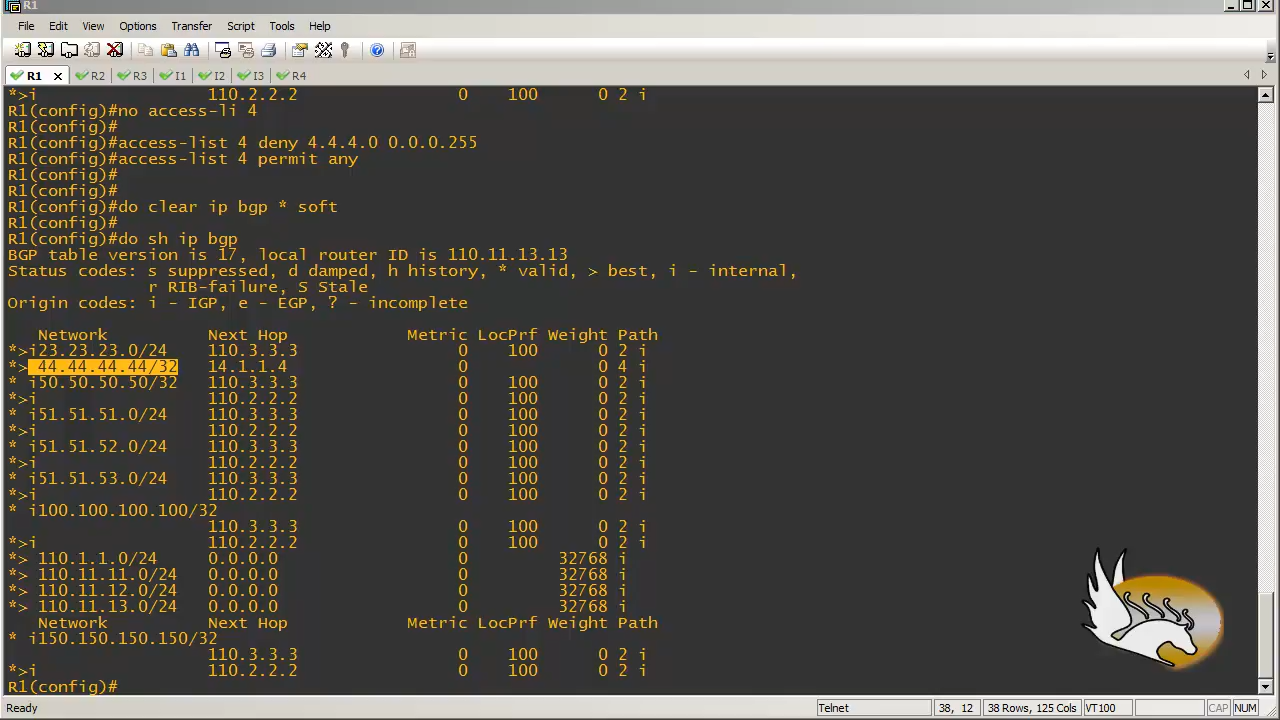 R1
File Edit View Options Transfer Script Tools Help
R1 x R2 R3 I1 I2 I3 R4
*>i 110.2.2.2 0 100 0 2 i
R1(config)#no access-li 4
R1(config)#
R1(config)#access-list 4 deny 4.4.4.0 0.0.0.255
R1(config)#access-list 4 permit any
R1(config)#
R1(config)#
R1(config)#do clear ip bgp * soft
R1(config)#
R1(config)#do sh ip bgp
BGP table version is 17, local router ID is 110.11.13.13
Status codes: s suppressed, d damped, h history, * valid, > best, i - internal,
r RIB-failure, S Stale
Origin codes: i - IGP, e - EGP, ? - incomplete
Network Next Hop Metric LocPrf Weight Path
*>i23.23.23.0/24 110.3.3.3 0 100 0 2 i
*> 44.44.44.44/32 14.1.1.4 0 0 4 i
* i50.50.50.50/32 110.3.3.3 0 100 0 2 i
*>i 110.2.2.2 0 100 0 2 i
* i51.51.51.0/24 110.3.3.3 0 100 0 2 i
*>i 110.2.2.2 0 100 0 2 i
* i51.51.52.0/24 110.3.3.3 0 100 0 2 i
*>i 110.2.2.2 0 100 0 2 i
* i51.51.53.0/24 110.3.3.3 0 100 0 2 i
*>i 110.2.2.2 0 100 0 2 i
* i100.100.100.100/32
110.3.3.3 0 100 0 2 i
*>i 110.2.2.2 0 100 0 2 i
*> 110.1.1.0/24 0.0.0.0 0 32768 i
*> 110.11.11.0/24 0.0.0.0 0 32768 i
*> 110.11.12.0/24 0.0.0.0 0 32768 i
*> 110.11.13.0/24 0.0.0.0 0 32768 i
Network Next Hop Metric LocPrf Weight Path
* i150.150.150.150/32
110.3.3.3 0 100 0 2 i
*>i 110.2.2.2 0 100 0 2 i
R1(config)#
Ready Telnet 38, 12 38 Rows, 125 Cols VT100 CAP NUM